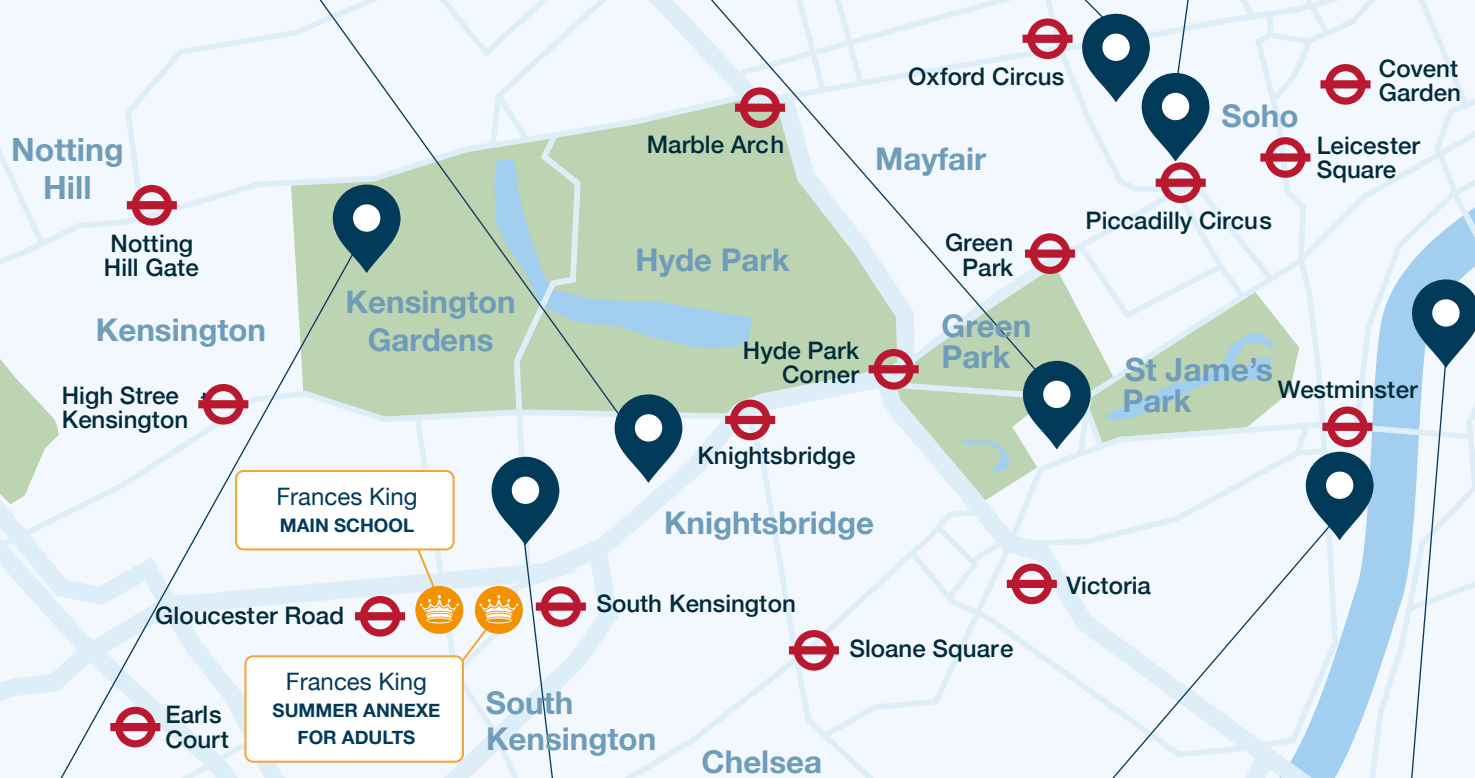 Oxford Circus
Covent
Garden
Marble Arch
Soho
Leicester
Square
Notting
Hill
Mayfair
Piccadilly Circus
Notting
Hill Gate
Green
Park
Hyde Park
Kensington
Gardens
Kensington
Green
Park
Hyde Park
Corner
St Jame's
Park
Westminster
High Stree
Kensington
Knightsbridge
Frances King
MAIN SCHOOL
Knightsbridge
Victoria
Gloucester Road
South Kensington
Sloane Square
Frances King
SUMMER ANNEXE
FOR ADULTS
South
Kensington
Earls
Court
Chelsea